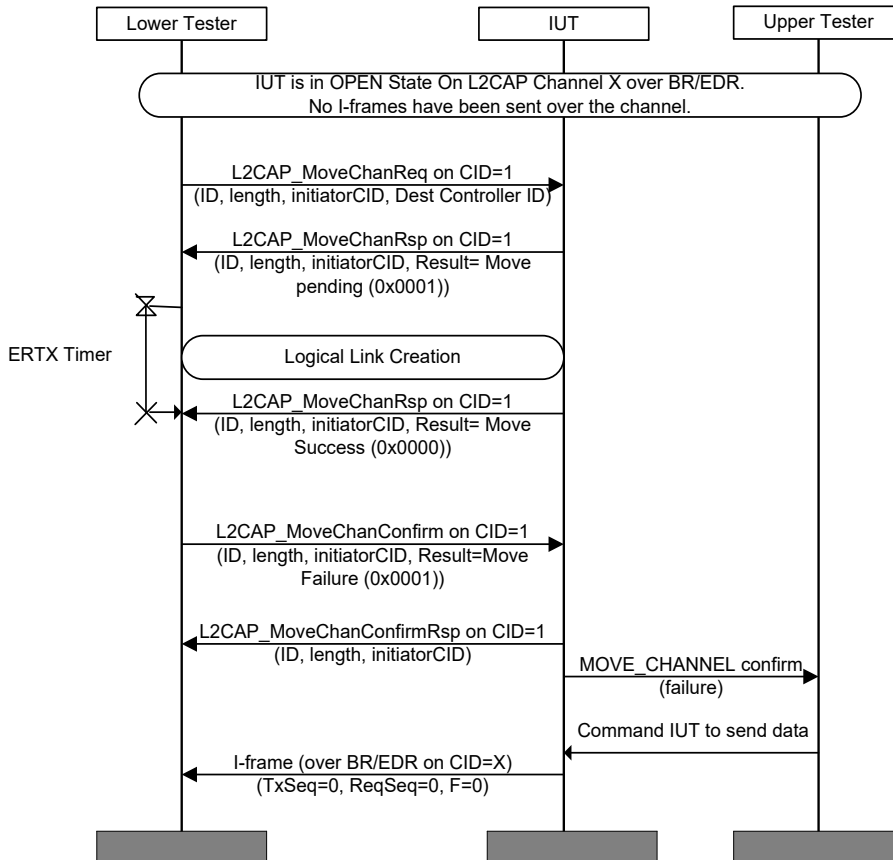 Lower Tester
IUT
Upper Tester
IUT is in OPEN State On L2CAP Channel X over BR/EDR.
No I-frames have been sent over the channel.
L2CAP_MoveChanReq on CID=1
(ID, length, initiatorCID, Dest Controller ID)
L2CAP_MoveChanRsp on CID=1
(ID, length, initiatorCID, Result= Move
pending (0x0001))
ERTX Timer
Logical Link Creation
L2CAP_MoveChanRsp on CID=1
(ID, length, initiatorCID, Result= Move
Success (0x0000))
L2CAP_MoveChanConfirm on CID=1
(ID, length, initiatorCID, Result=Move
Failure (0x0001))
L2CAP_MoveChanConfirmRsp on CID=1
(ID, length, initiatorCID)
MOVE_CHANNEL confirm
(failure)
Command IUT to send data
I-frame (over BR/EDR on CID=X)
(TxSeq=0, ReqSeq=0, F=0)